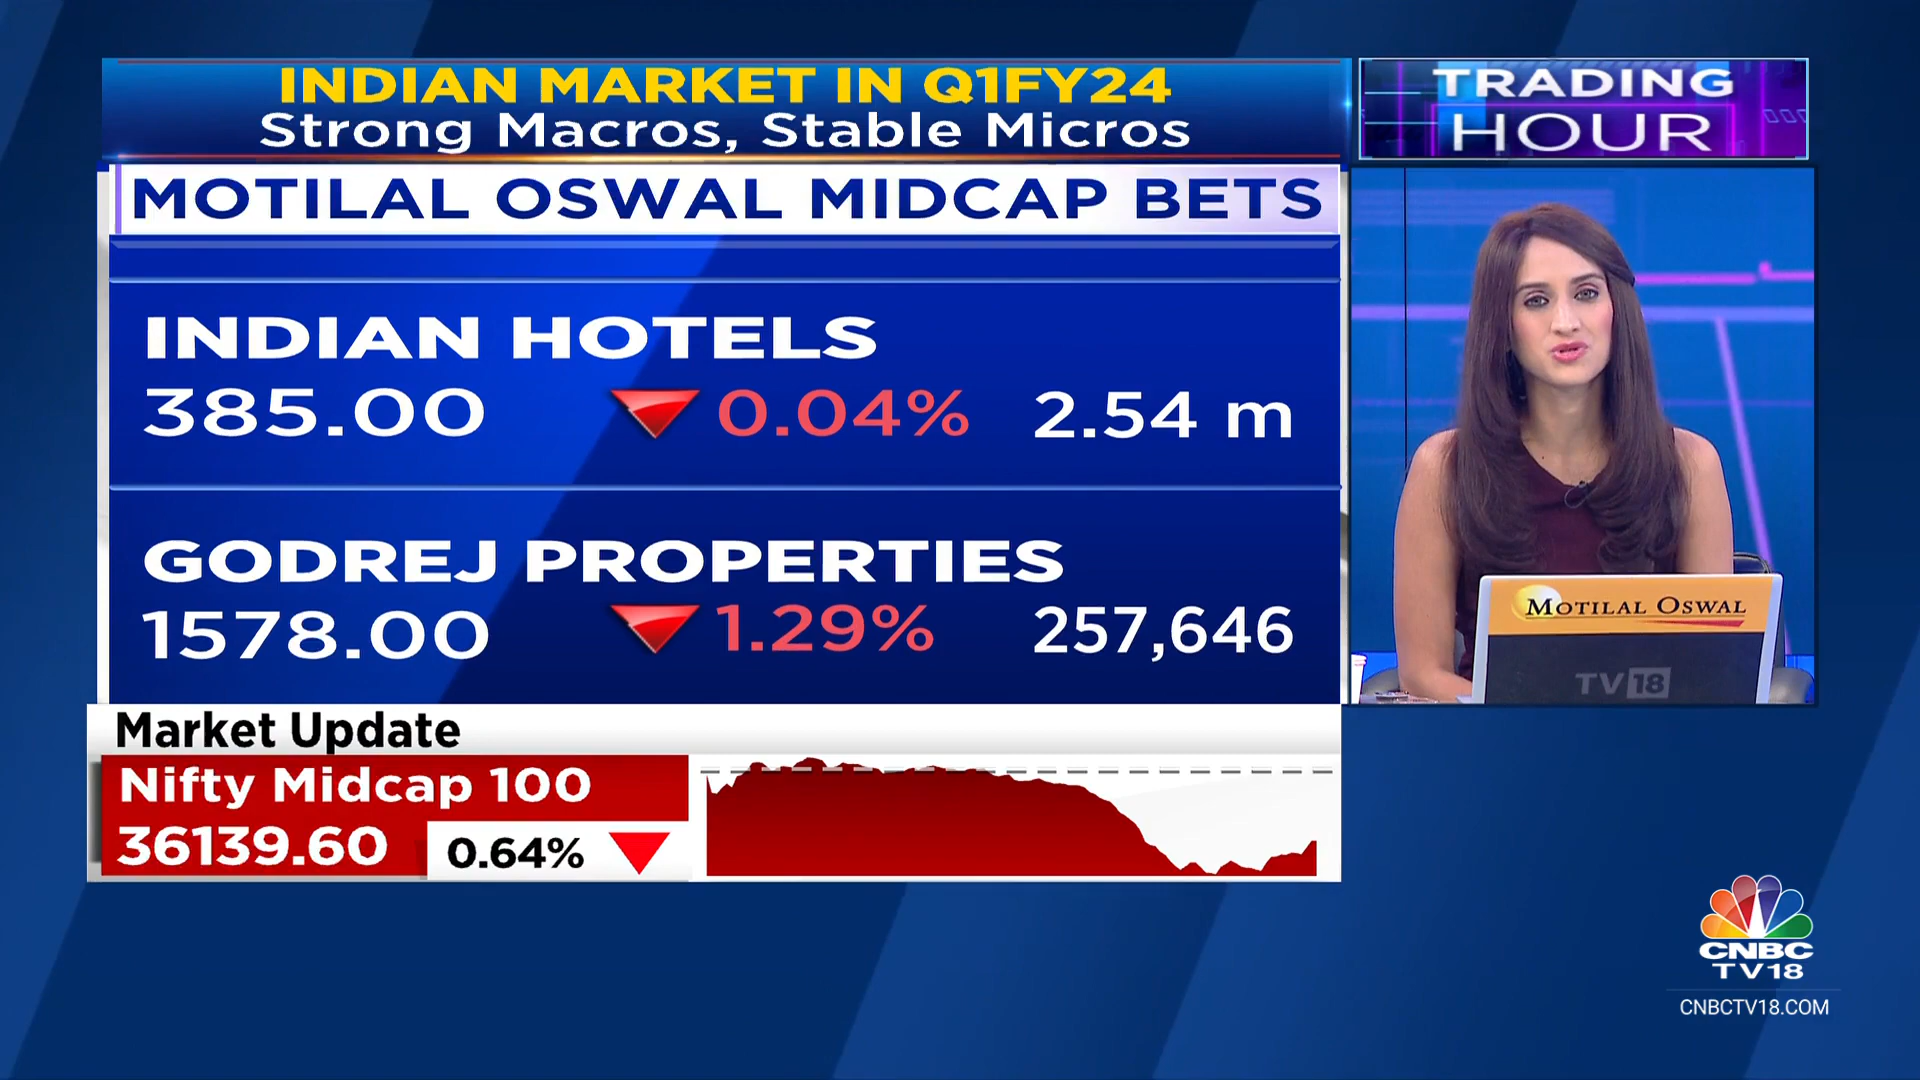 INDIAN MARKET IN Q1FY24
Strong Macros, Stable Micros
TRADING
HOUR
MOTILAL OSWAL MIDCAP BETS
INDIAN HOTELS
385.00 0.04% 2.54 m
GODREJ PROPERTIES
1578.00 1.29% 257,646
MOTILAL OSWAL
TV18
Market Update
Nifty Midcap 100
36139.60 0.64%
CNBC
TV18
CNBCTV18.COM